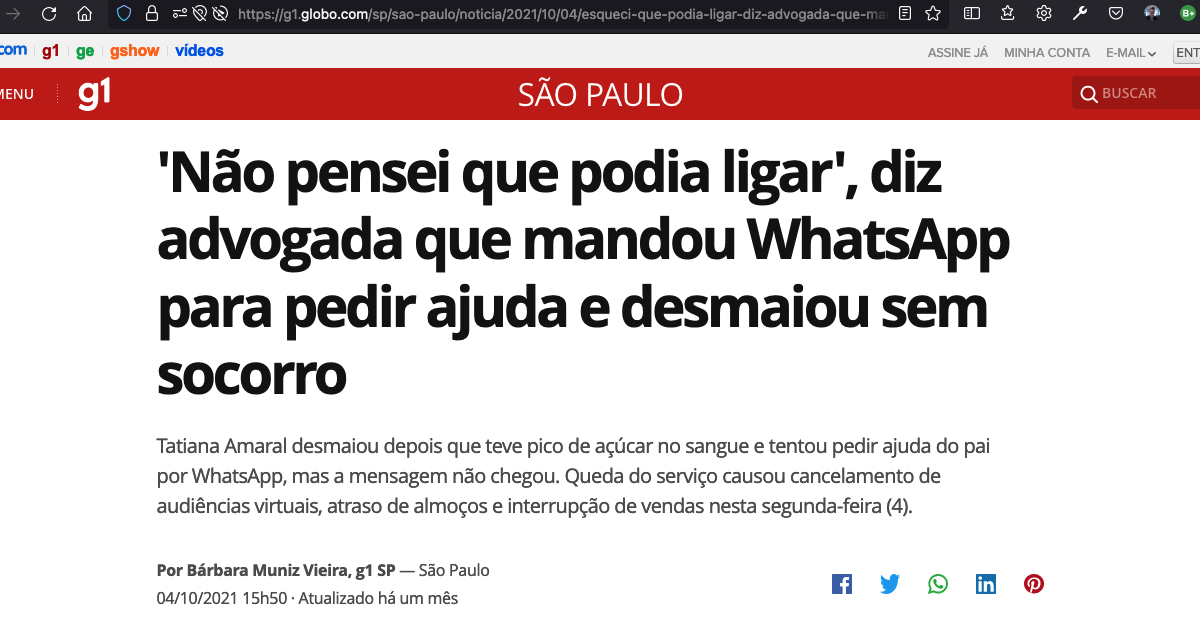 https://g1.globo.com/sp/sao-paulo/noticia/2021/10/04/esqueci-que-podia-ligar-diz-advogada-que-mar
com g1 ge gshow vídeos ASSINE JÁ MINHA CONTA E-MAIL ENT
MENU g1 SÃO PAULO BUSCAR
'Não pensei que podia ligar', diz
advogada que mandou WhatsApp
para pedir ajuda e desmaiou sem
socorro
Tatiana Amaral desmaiou depois que teve pico de açúcar no sangue e tentou pedir ajuda do pai
por WhatsApp, mas a mensagem não chegou. Queda do serviço causou cancelamento de
audiências virtuais, atraso de almoços e interrupção de vendas nesta segunda-feira (4).
Por Bárbara Muniz Vieira, g1 SP — São Paulo
04/10/2021 15h50 · Atualizado há um mês